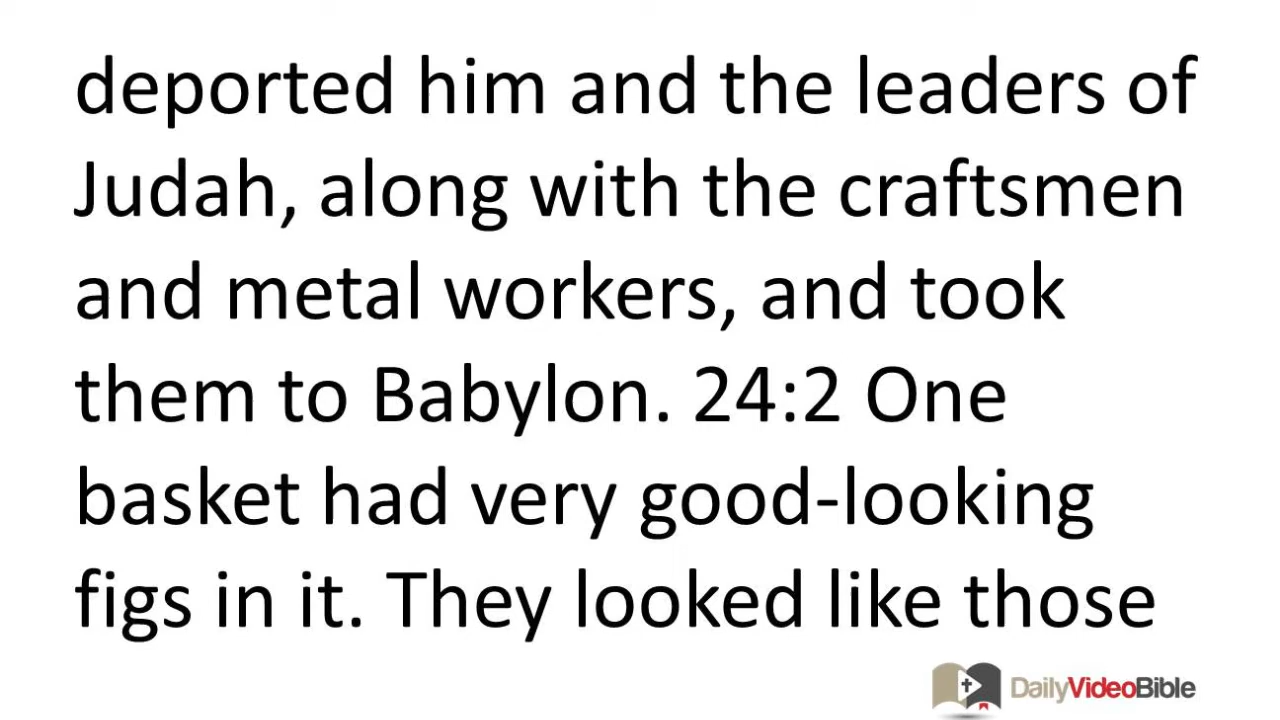 deported him and the leaders of
Judah, along with the craftsmen
and metal workers, and took
them to Babylon. 24:2 One
basket had very good-looking
figs in it. They looked like those
DailyVideoBible